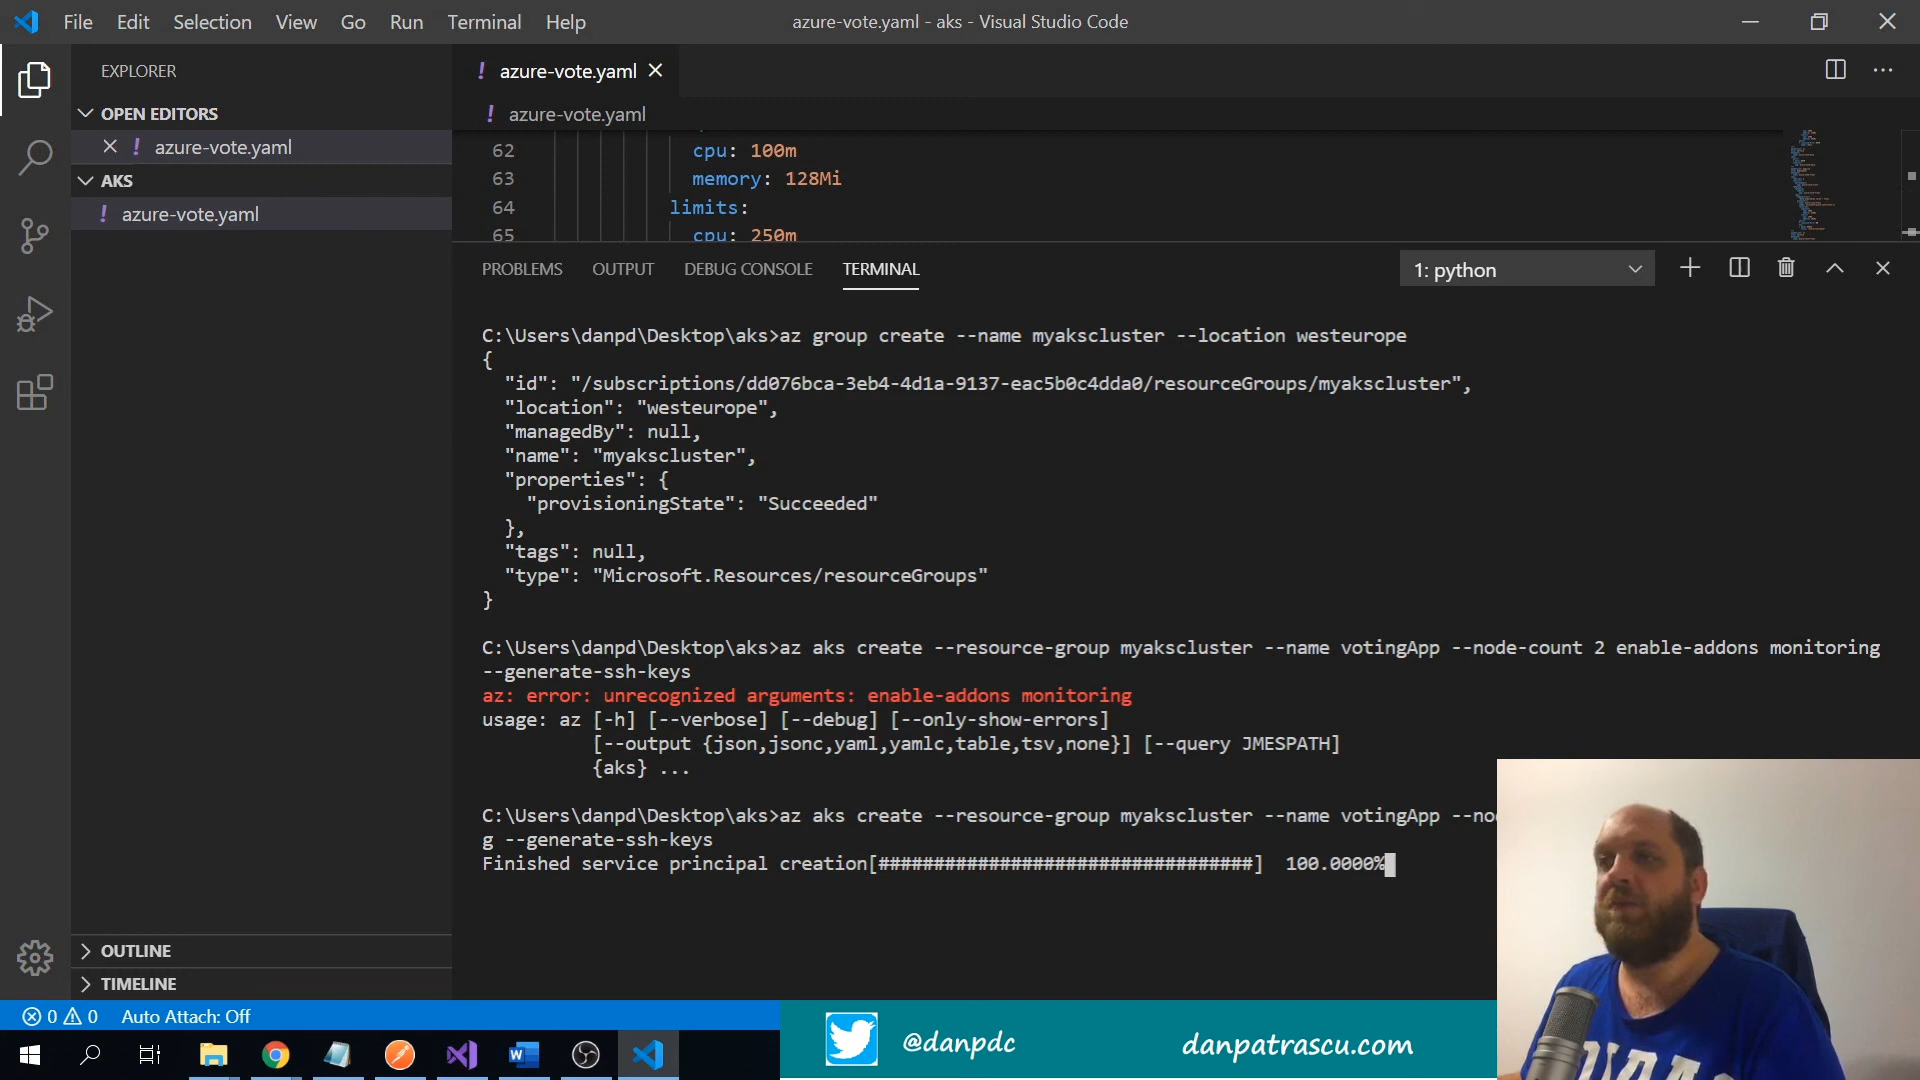 File Edit Selection View Go Run Terminal Help
azure-vote.yaml - aks - Visual Studio Code
EXPLORER
OPEN EDITORS
azure-vote.yaml
AKS
azure-vote.yaml
OUTLINE
TIMELINE
azure-vote.yaml
azure-vote.yaml
62 cpu: 100m
63 memory: 128Mi
64 limits:
65 cpu: 250m
PROBLEMS OUTPUT DEBUG CONSOLE TERMINAL
1: python
C:\Users\danpd\Desktop\aks>az group create --name myakscluster --location westeurope
{
"id": "/subscriptions/dd076bca-3eb4-4d1a-9137-eac5b0c4dda0/resourceGroups/myakscluster",
"location": "westeurope",
"managedBy": null,
"name": "myakscluster",
"properties": {
"provisioningState": "Succeeded"
},
"tags": null,
"type": "Microsoft.Resources/resourceGroups"
}
C:\Users\danpd\Desktop\aks>az aks create --resource-group myakscluster --name votingApp --node-count 2 enable-addons monitoring
--generate-ssh-keys
az: error: unrecognized arguments: enable-addons monitoring
usage: az [-h] [--verbose] [--debug] [--only-show-errors]
[--output {json,jsonc,yaml,yamlc,table,tsv,none}] [--query JMESPATH]
{aks} ...
C:\Users\danpd\Desktop\aks>az aks create --resource-group myakscluster --name votingApp --no
g --generate-ssh-keys
Finished service principal creation[##################################] 100.0000%
0 0 Auto Attach: Off
@danpdc
danpatrascu.com